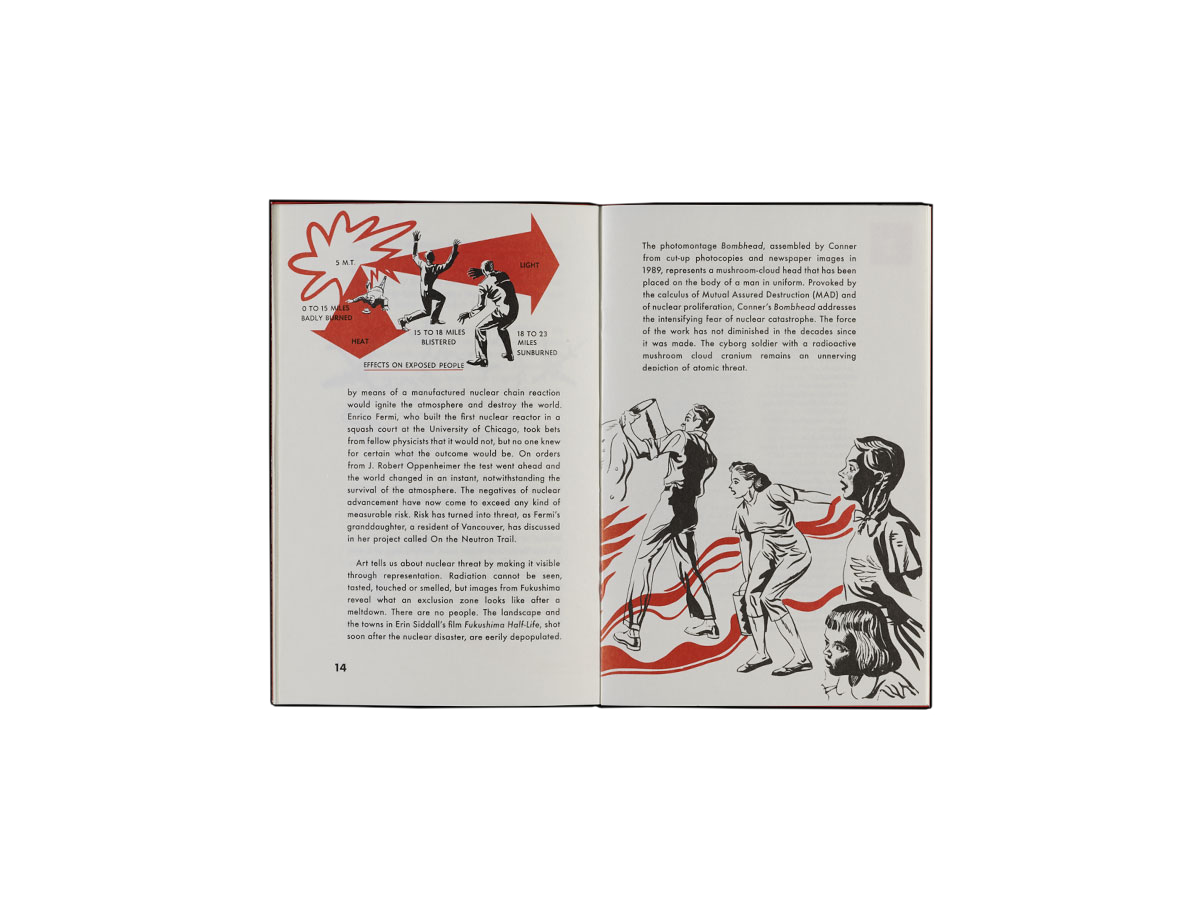 5 M.T.
LIGHT
0 TO 15 MILES
BADLY BURNED
HEAT
15 TO 18 MILES
BLISTERED
18 TO 23
MILES
SUNBURNED
EFFECTS ON EXPOSED PEOPLE
by means of a manufactured nuclear chain reaction
would ignite the atmosphere and destroy the world.
Enrico Fermi, who built the first nuclear reactor in a
squash court at the University of Chicago, took bets
from fellow physicists that it would not, but no one knew
for certain what the outcome would be. On orders
from J. Robert Oppenheimer the test went ahead and
the world changed in an instant, notwithstanding the
survival of the atmosphere. The negatives of nuclear
advancement have now come to exceed any kind of
measurable risk. Risk has turned into threat, as Fermi's
granddaughter, a resident of Vancouver, has discussed
in her project called On the Neutron Trail.
Art tells us about nuclear threat by making it visible
through representation. Radiation cannot be seen,
tasted, touched or smelled, but images from Fukushima
reveal what an exclusion zone looks like after a
meltdown. There are no people. The landscape and
the towns in Erin Siddall's film Fukushima Half-Life, shot
soon after the nuclear disaster, are eerily depopulated.
14
The photomontage Bombhead, assembled by Conner
from cut-up photocopies and newspaper images in
1989, represents a mushroom-cloud head that has been
placed on the body of a man in uniform. Provoked by
the calculus of Mutual Assured Destruction (MAD) and
of nuclear proliferation, Conner's Bombhead addresses
the intensifying fear of nuclear catastrophe. The force
of the work has not diminished in the decades since
it was made. The cyborg soldier with a radioactive
mushroom cloud cranium remains an unnerving
depiction of atomic threat.